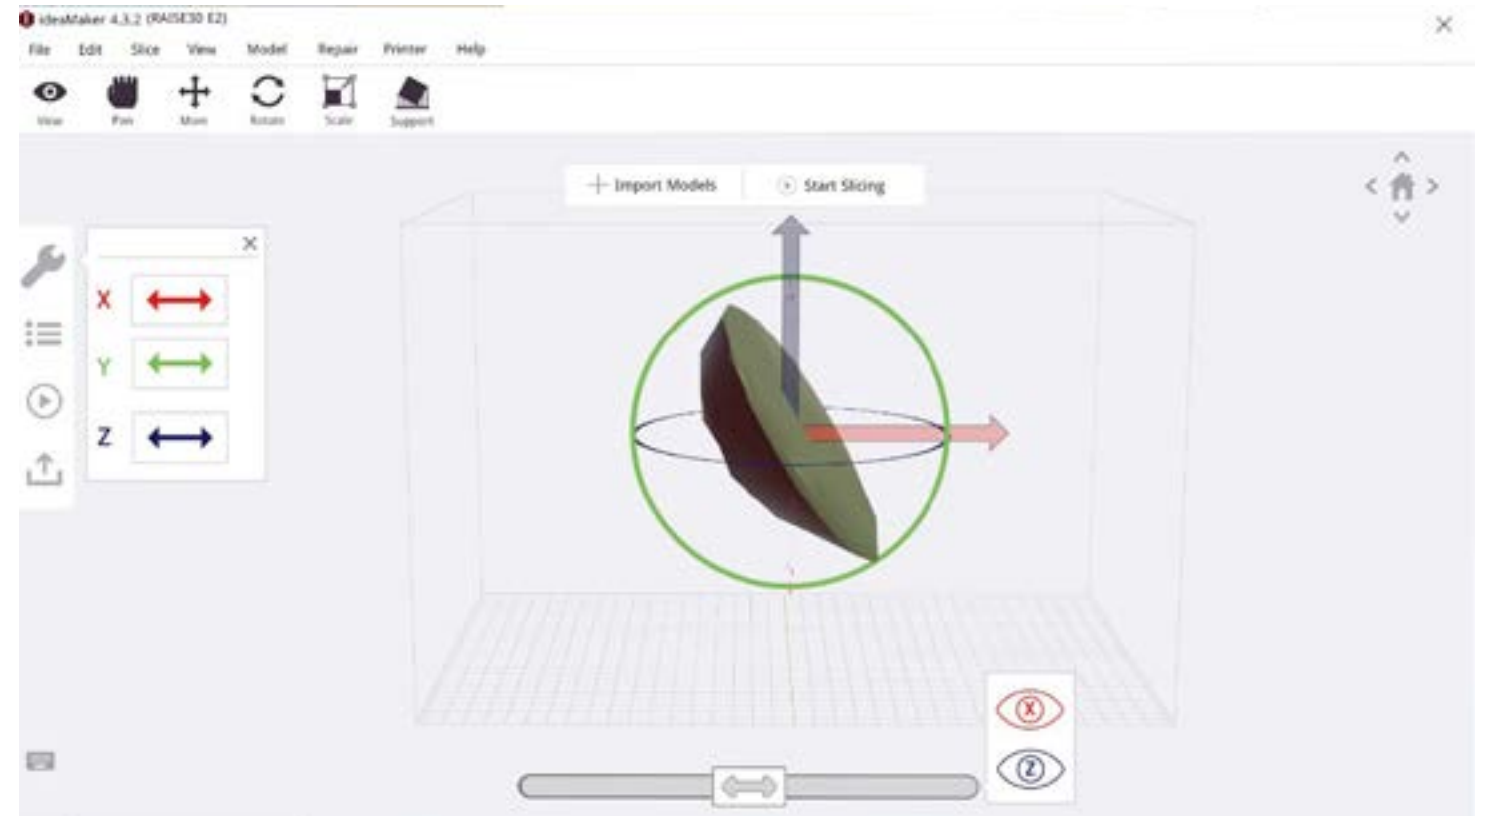 ideaMaker 4.3.2 (RAISE3D E2)
File Edit Slice View Model Repair Printer Help
View Pan Move Rotate Scale Support
Import Models Start Slicing
X
Y
Z
X
Z